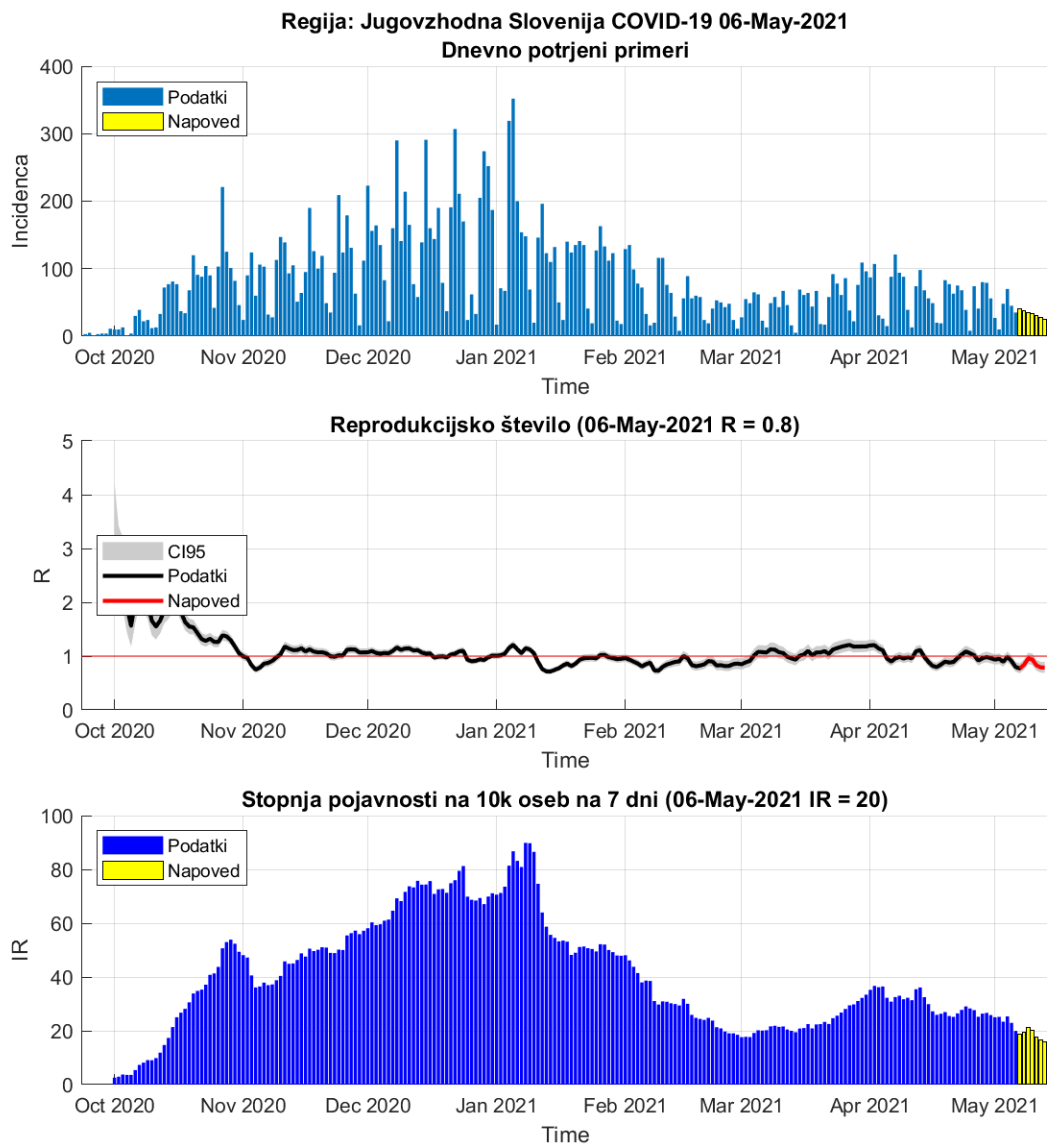 Regija: Jugovzhodna Slovenija COVID-19 06-May-2021
Dnevno potrjeni primeri
400
300
200
100
0
Incidenca
Podatki
Napoved
Oct 2020 Nov 2020 Dec 2020 Jan 2021 Feb 2021 Mar 2021 Apr 2021 May 2021
Time
Reprodukcijsko število (06-May-2021 R = 0.8)
5
4
3
2
1
0
R
CI95
Podatki
Napoved
Oct 2020 Nov 2020 Dec 2020 Jan 2021 Feb 2021 Mar 2021 Apr 2021 May 2021
Time
Stopnja pojavnosti na 10k oseb na 7 dni (06-May-2021 IR = 20)
100
80
60
40
20
0
IR
Podatki
Napoved
Oct 2020 Nov 2020 Dec 2020 Jan 2021 Feb 2021 Mar 2021 Apr 2021 May 2021
Time